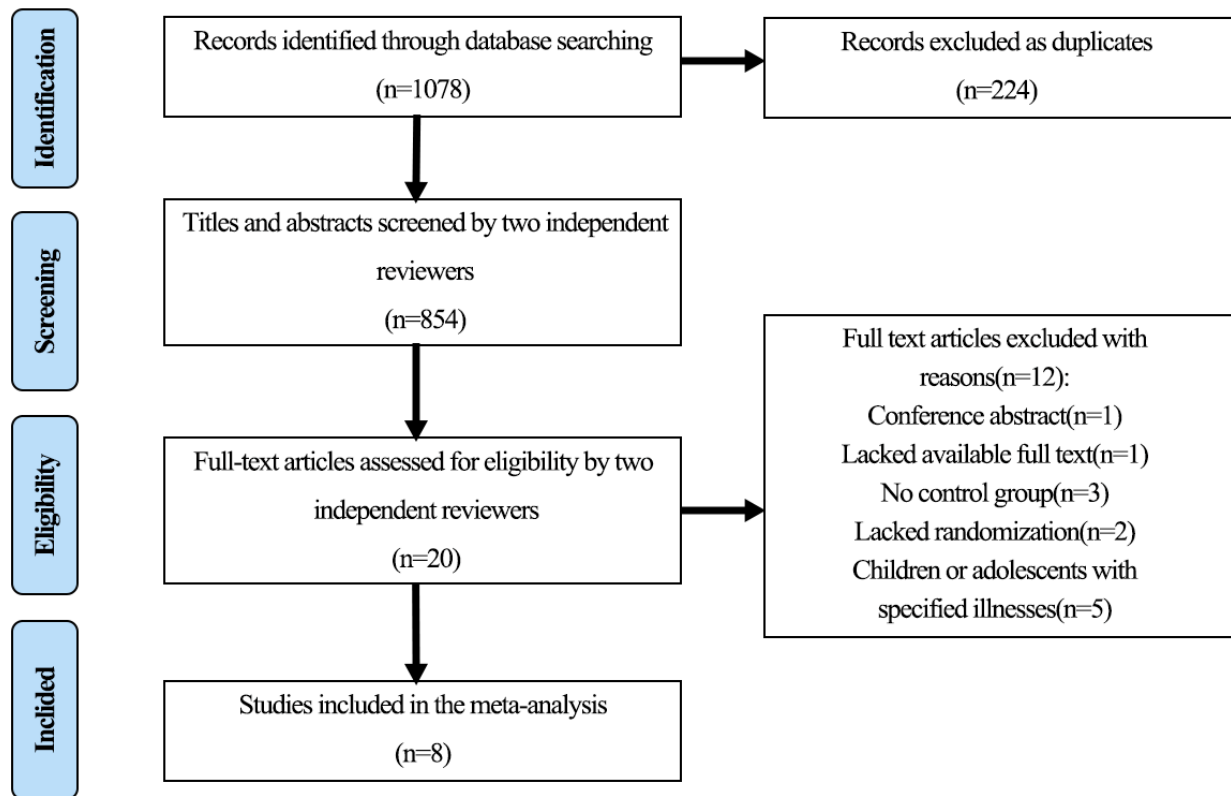 Identification
Records identified through database searching
(n=1078)
Records excluded as duplicates
(n=224)
Screening
Titles and abstracts screened by two independent
reviewers
(n=854)
Eligibility
Full-text articles assessed for eligibility by two
independent reviewers
(n=20)
Full text articles excluded with
reasons(n=12):
Conference abstract(n=1)
Lacked available full text(n=1)
No control group(n=3)
Lacked randomization(n=2)
Children or adolescents with
specified illnesses(n=5)
Inclided
Studies included in the meta-analysis
(n=8)